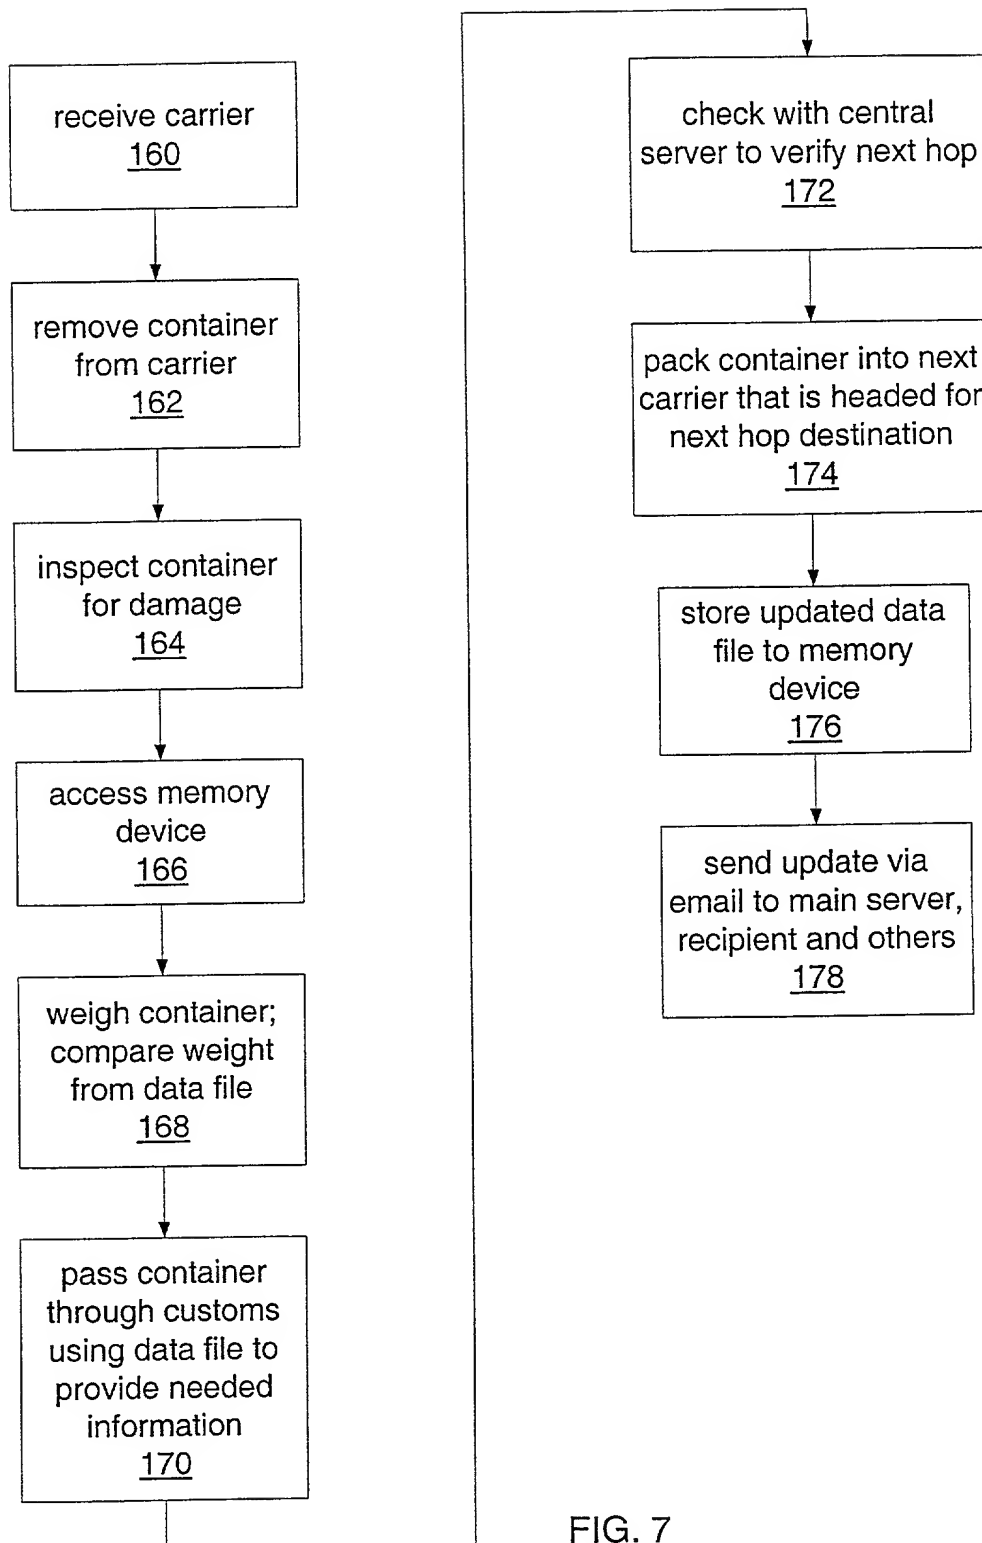 receive carrier
160
remove container
from carrier
162
inspect container
for damage
164
access memory
device
166
weigh container;
compare weight
from data file
168
pass container
through customs
using data file to
provide needed
information
170
check with central
server to verify next hop
172
pack container into next
carrier that is headed for
next hop destination
174
store updated data
file to memory
device
176
send update via
email to main server,
recipient and others
178
FIG. 7